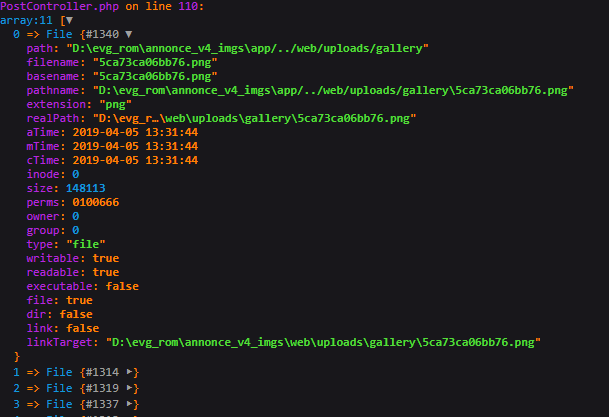 PostController.php on line 110:
array:11 [▼
0 => File {#1340 ▼
path: "D:\evg_rom\annonce_v4_imgs\app/../web/uploads/gallery"
filename: "5ca73ca06bb76.png"
basename: "5ca73ca06bb76.png"
pathname: "D:\evg_rom\annonce_v4_imgs\app/../web/uploads/gallery\5ca73ca06bb76.png"
extension: "png"
realPath: "D:\evg_r…\web\uploads\gallery\5ca73ca06bb76.png"
aTime: 2019-04-05 13:31:44
mTime: 2019-04-05 13:31:44
cTime: 2019-04-05 13:31:44
inode: 0
size: 148113
perms: 0100666
owner: 0
group: 0
type: "file"
writable: true
readable: true
executable: false
file: true
dir: false
link: false
linkTarget: "D:\evg_rom\annonce_v4_imgs\web\uploads\gallery\5ca73ca06bb76.png"
}
1 => File {#1314 ▶}
2 => File {#1319 ▶}
3 => File {#1337 ▶}